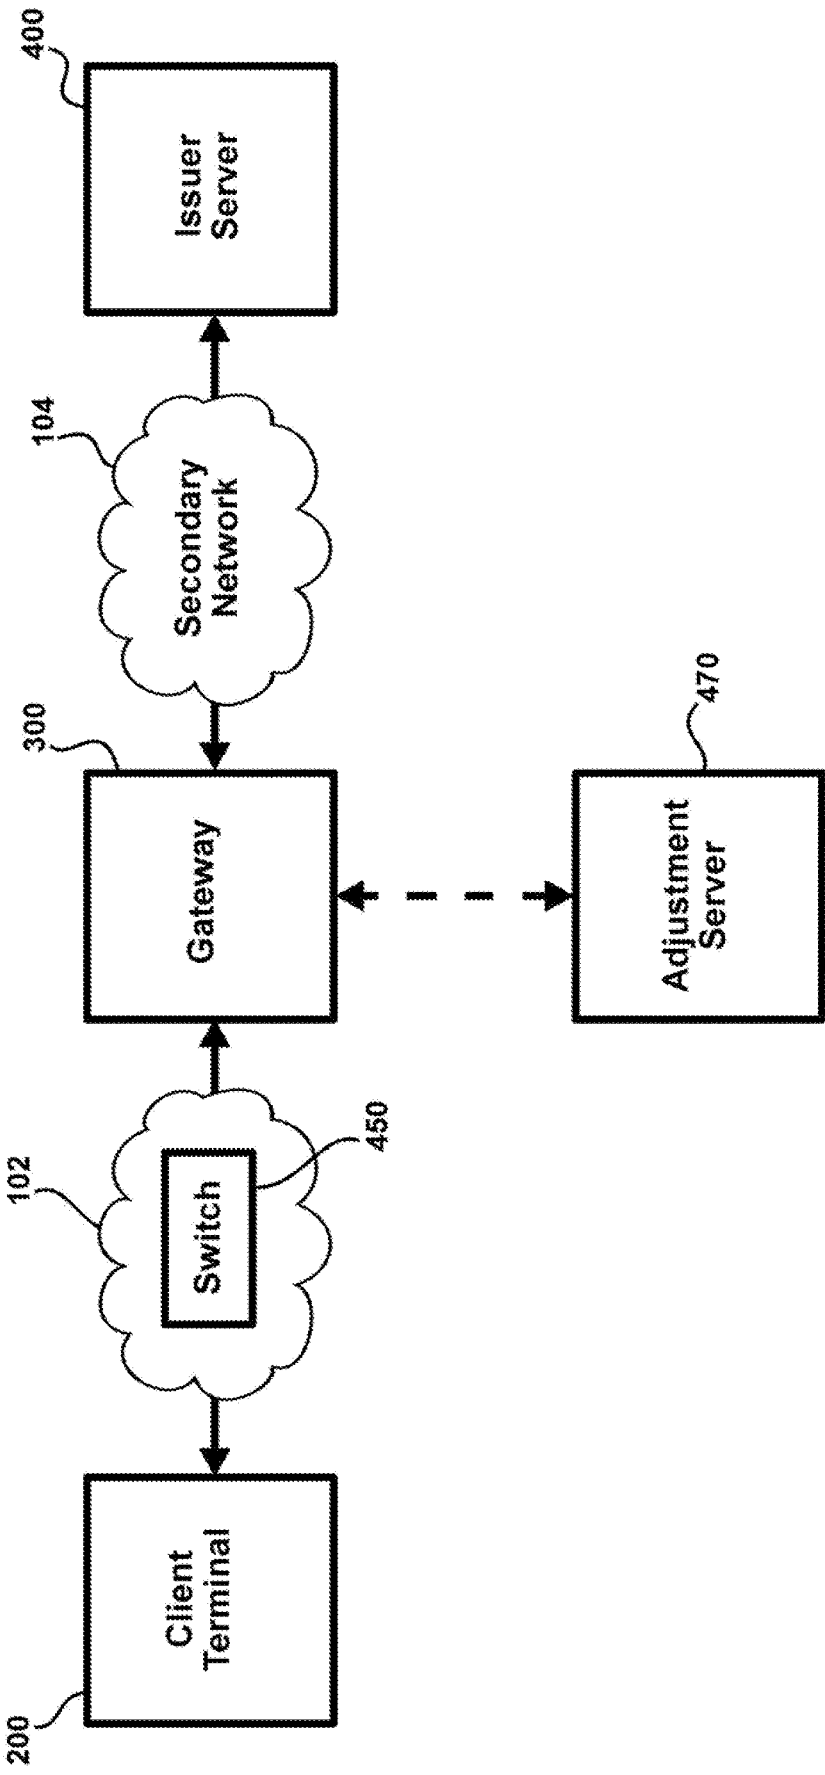 200
Client
Terminal
102
Switch
450
300
Gateway
104
Secondary
Network
400
Issuer
Server
Adjustment
Server
470